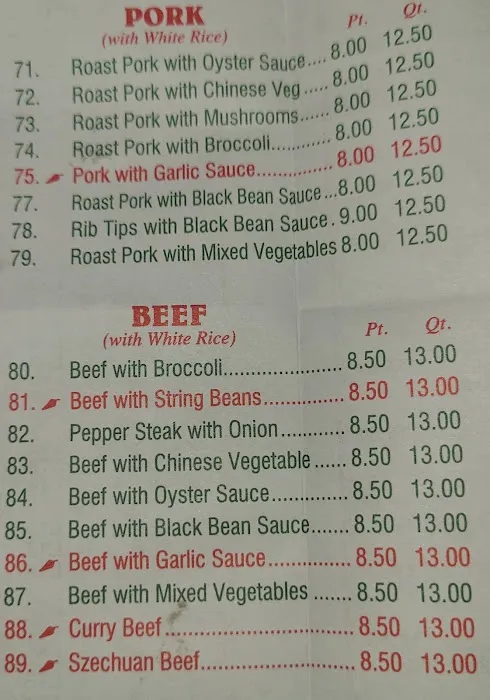 PORK
(with White Rice) Pt. Qt.
71. Roast Pork with Oyster Sauce.... 8.00 12.50
72. Roast Pork with Chinese Veg ..... 8.00 12.50
73. Roast Pork with Mushrooms...... 8.00 12.50
74. Roast Pork with Broccoli............ 8.00 12.50
75. Pork with Garlic Sauce............... 8.00 12.50
77. Roast Pork with Black Bean Sauce...8.00 12.50
78. Rib Tips with Black Bean Sauce . 9.00 12.50
79. Roast Pork with Mixed Vegetables 8.00 12.50
BEEF
(with White Rice) Pt. Qt.
80. Beef with Broccoli...................... 8.50 13.00
81. Beef with String Beans............... 8.50 13.00
82. Pepper Steak with Onion............ 8.50 13.00
83. Beef with Chinese Vegetable ...... 8.50 13.00
84. Beef with Oyster Sauce.............. 8.50 13.00
85. Beef with Black Bean Sauce....... 8.50 13.00
86. Beef with Garlic Sauce............... 8.50 13.00
87. Beef with Mixed Vegetables ....... 8.50 13.00
88. Curry Beef .................................. 8.50 13.00
89. Szechuan Beef............................ 8.50 13.00